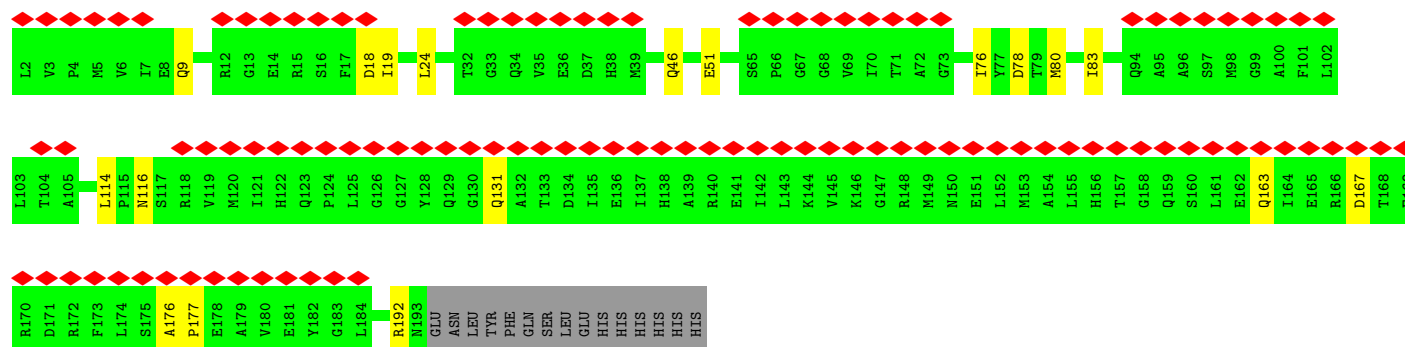 L2 V3 P4 M5 V6 I7 E8 Q9 R12 G13 E14 R15 S16 F17 D18 I19 L24 T32 G33 Q34 V35 E36 D37 H38 M39 Q46 E51 S65 P66 G67 G68 V69 I70 T71 A72 G73 I76 Y77 D78 T79 M80 I83 Q94 A95 A96 S97 M98 G99 A100 F101 L102
L103 T104 A105 L114 P115 N116 S117 R118 V119 M120 I121 H122 Q123 P124 L125 G126 G127 Y128 Q129 G130 Q131 A132 T133 D134 I135 E136 I137 H138 A139 R140 E141 I142 L143 K144 V145 K146 G147 R148 M149 N150 E151 L152 M153 A154 L155 H156 T157 G158 Q159 S160 L161 E162 Q163 I164 E165 R166 D167 T168
R170 D171 R172 F173 L174 S175 A176 P177 E178 A179 V180 E181 Y182 G183 L184 R192 N193 GLU ASN LEU TYR PHE GLN SER LEU GLU HIS HIS HIS HIS HIS HIS